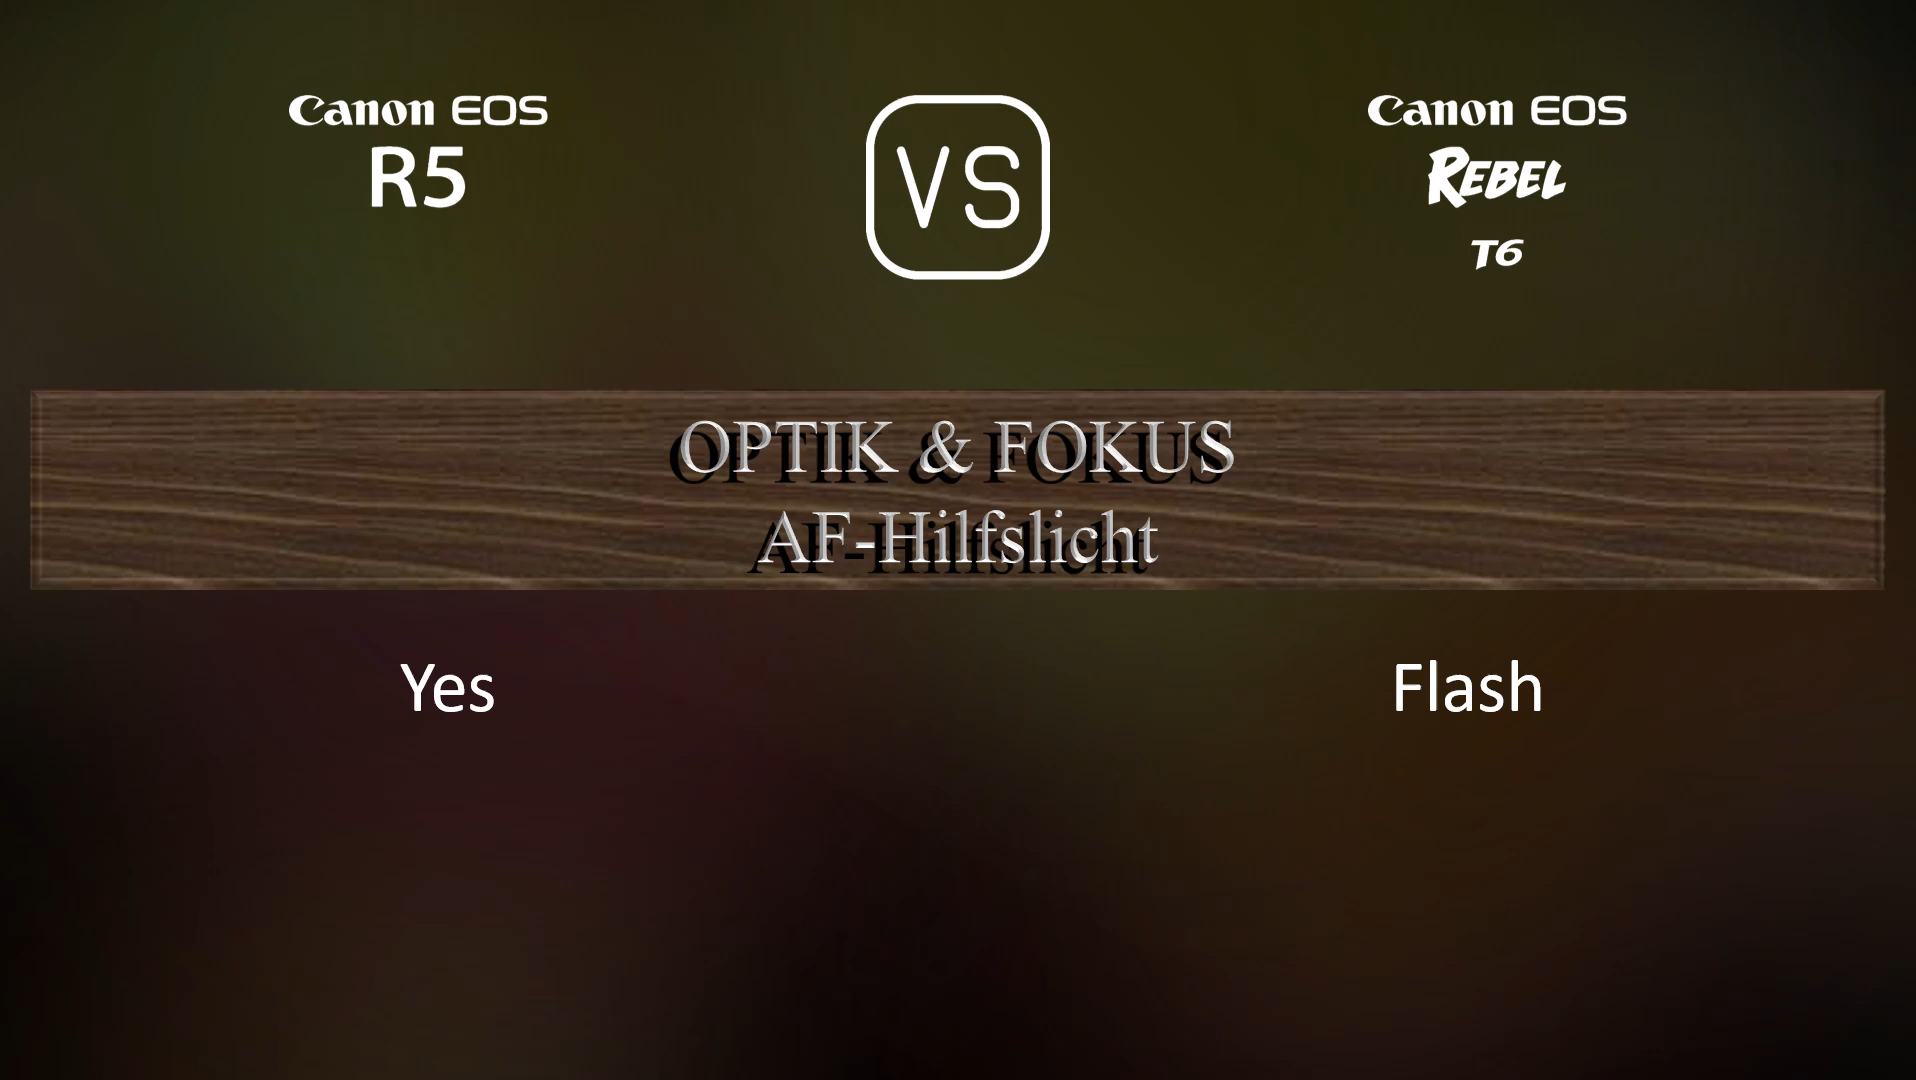 Canon EOS
R5
VS
Canon EOS
REBEL
T6
OPTIK & FOKUS
AF-Hilfslicht
Yes
Flash